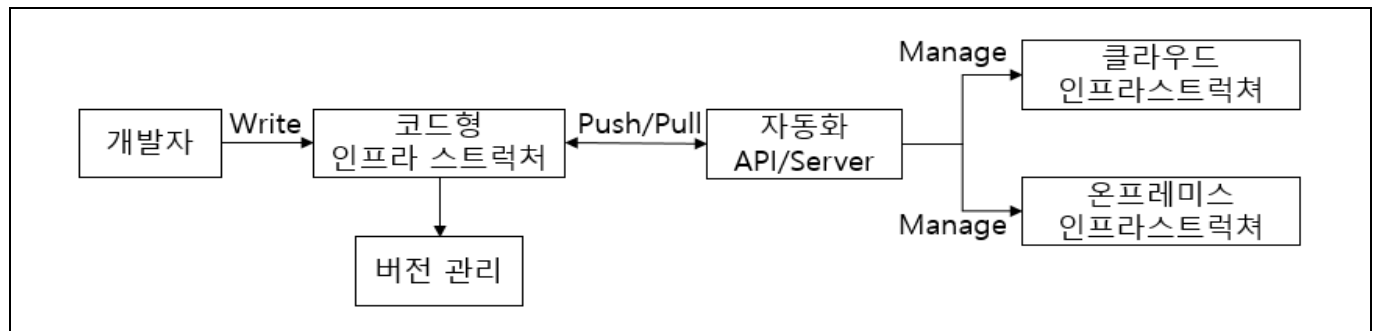 개발자
Write
코드형
인프라 스트럭처
Push/Pull
자동화
API/Server
Manage
클라우드
인프라스트럭쳐
Manage
온프레미스
인프라스트럭쳐
버전 관리